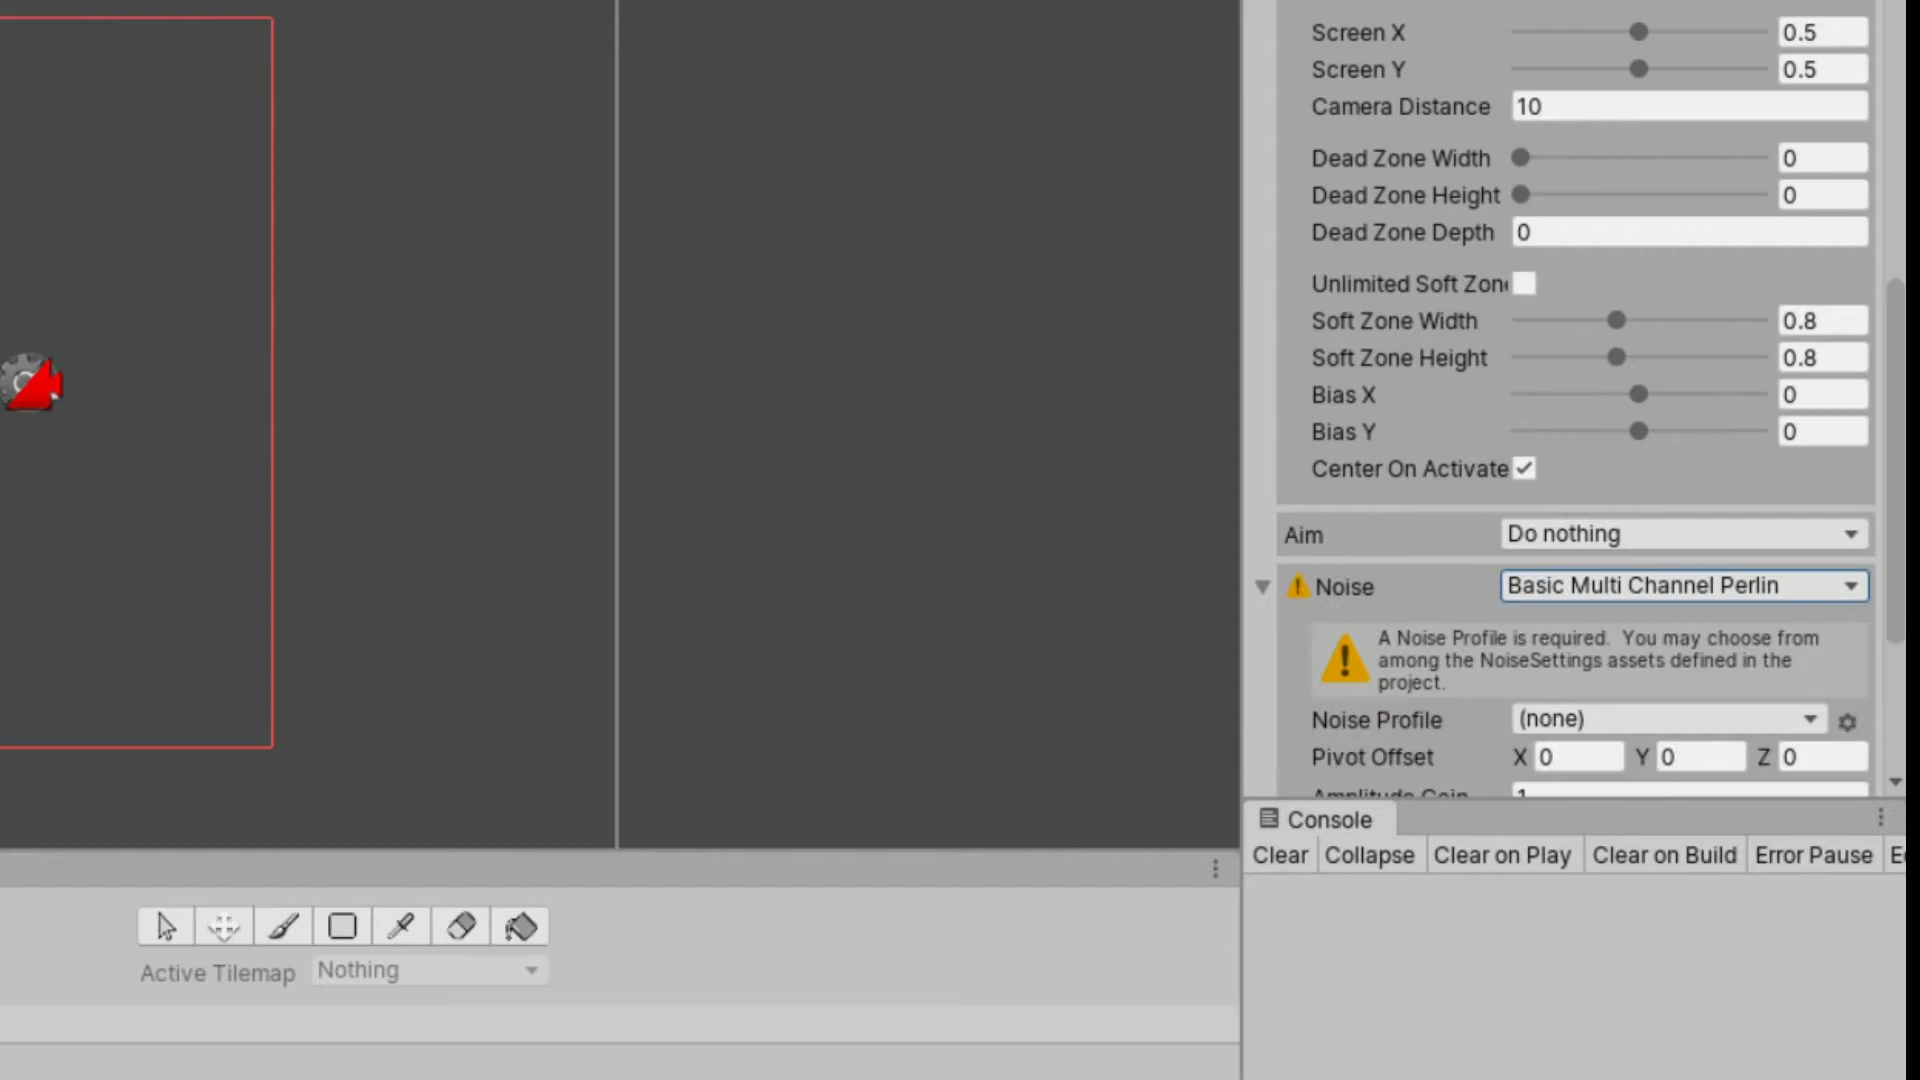 Screen X 0.5
Screen Y 0.5
Camera Distance 10
Dead Zone Width 0
Dead Zone Height 0
Dead Zone Depth 0
Unlimited Soft Zon
Soft Zone Width 0.8
Soft Zone Height 0.8
Bias X 0
Bias Y 0
Center On Activate
Aim Do nothing
Noise Basic Multi Channel Perlin
A Noise Profile is required. You may choose from
among the NoiseSettings assets defined in the
project.
Noise Profile (none)
Pivot Offset X 0 Y 0 Z 0
Amplitude Gain 1
Console
Clear Collapse Clear on Play Clear on Build Error Pause
Active Tilemap Nothing